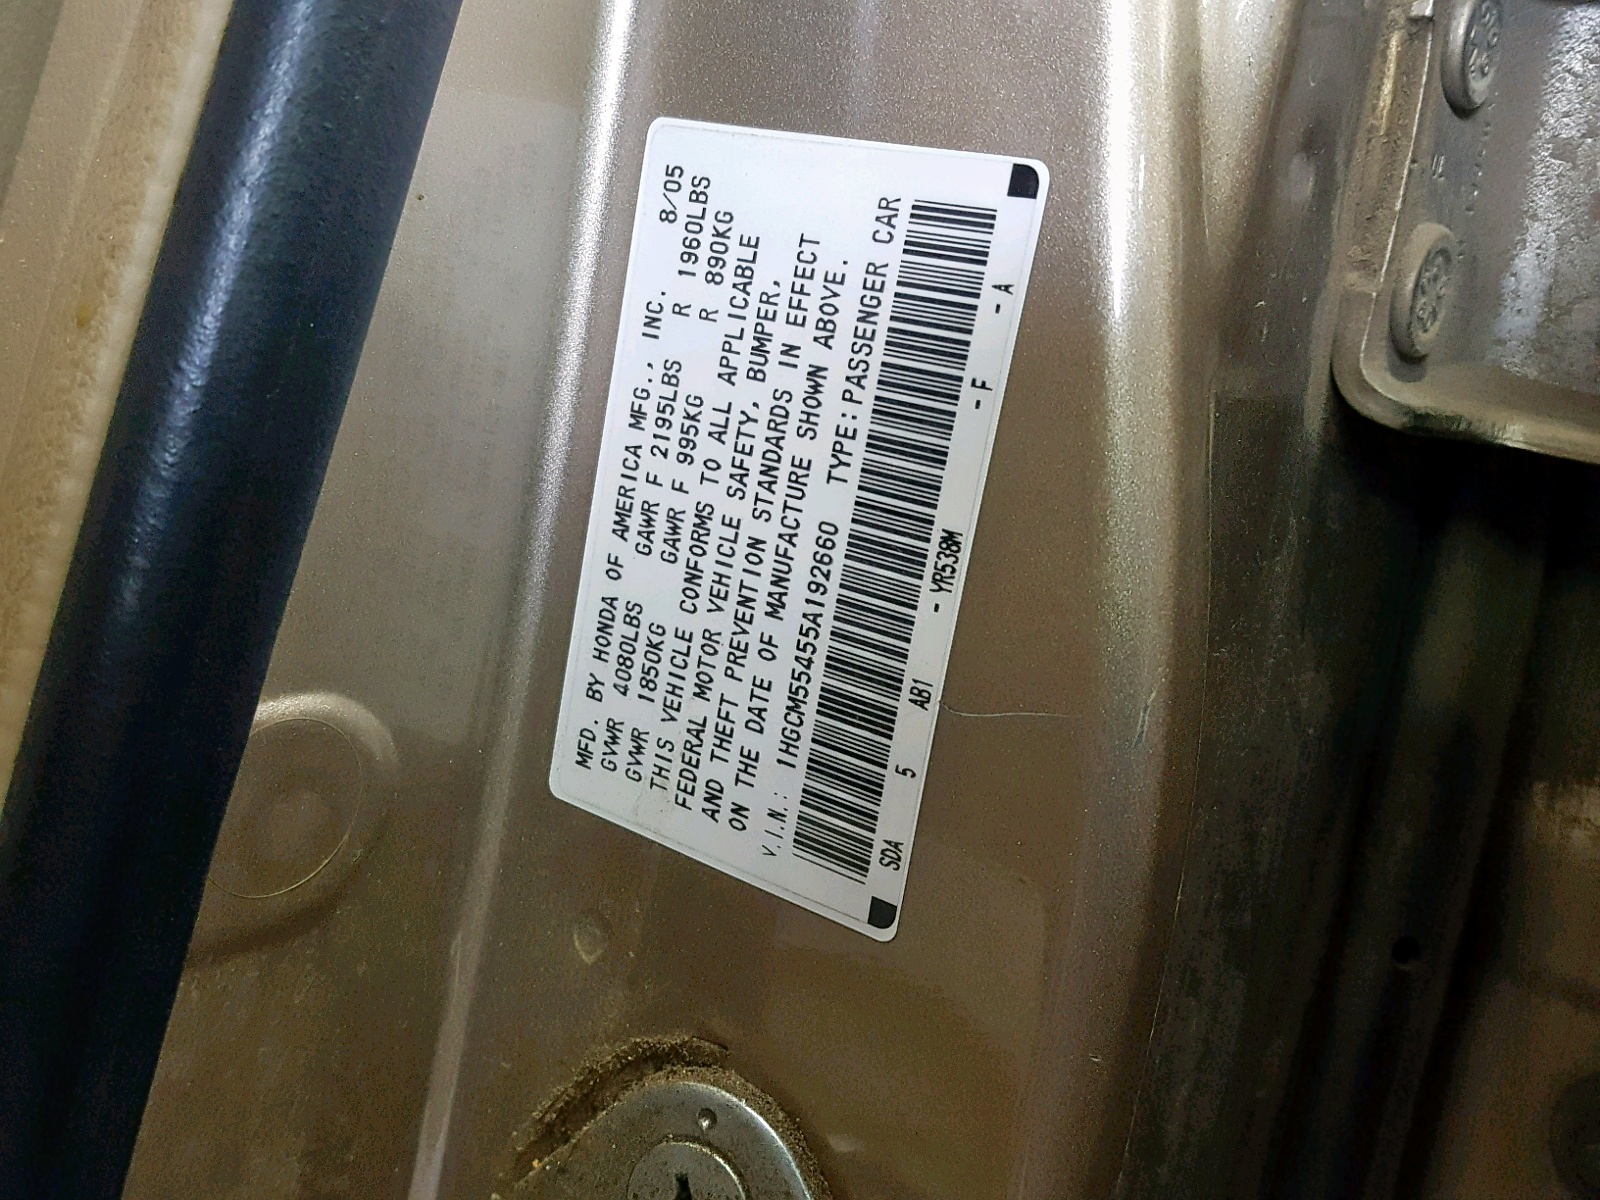 MFD. BY HONDA OF AMERICA MFG., INC. 8/05
GVWR 4080LBS GAWR F 2195LBS R 1960LBS
GVWR 1850KG GAWR F 995KG R 890KG
THIS VEHICLE CONFORMS TO ALL APPLICABLE
FEDERAL MOTOR VEHICLE SAFETY, BUMPER,
AND THEFT PREVENTION STANDARDS IN EFFECT
ON THE DATE OF MANUFACTURE SHOWN ABOVE.
V.I.N.: 1HGCM55455A192660 TYPE:PASSENGER CAR
SDA 5 AB1 - YR538M - F - A